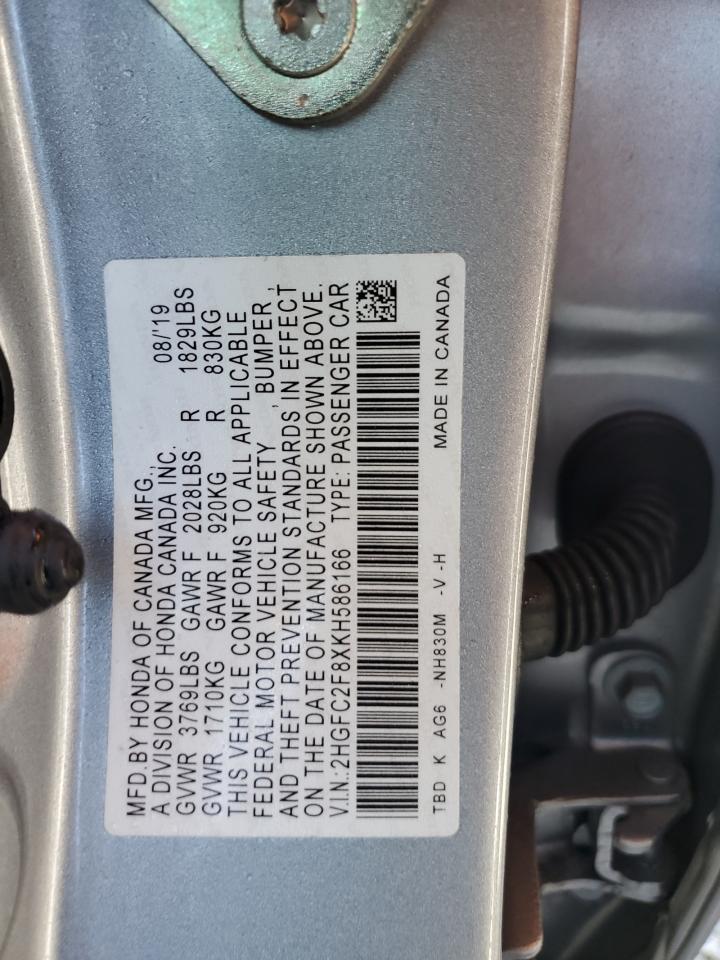 MFD.BY HONDA OF CANADA MFG.,
A DIVISION OF HONDA CANADA INC. 08/'19
GVWR 3769LBS GAWR F 2028LBS R 1829LBS
GVWR 1710KG GAWR F 920KG R 830KG
THIS VEHICLE CONFORMS TO ALL APPLICABLE
FEDERAL MOTOR VEHICLE SAFETY , BUMPER,
AND THEFT PREVENTION STANDARDS IN EFFECT
ON THE DATE OF MANUFACTURE SHOWN ABOVE.
V.I.N.:2HGFC2F8XKH586166 TYPE: PASSENGER CAR
TBD K AG6 -NH830M -V -H MADE IN CANADA